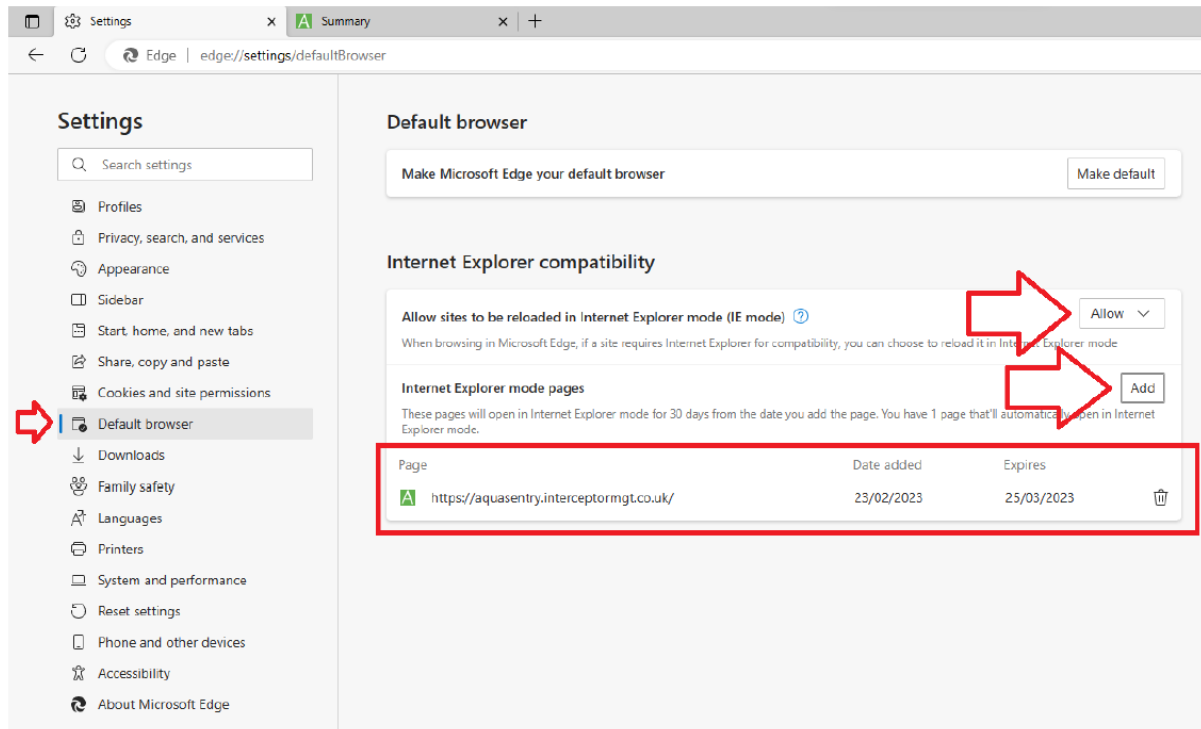 Settings
Summary
Edge | edge://settings/defaultBrowser
Settings
Search settings
Profiles
Privacy, search, and services
Appearance
Sidebar
Start, home, and new tabs
Share, copy and paste
Cookies and site permissions
Default browser
Downloads
Family safety
Languages
Printers
System and performance
Reset settings
Phone and other devices
Accessibility
About Microsoft Edge
Default browser
Make Microsoft Edge your default browser
Make default
Internet Explorer compatibility
Allow sites to be reloaded in Internet Explorer mode (IE mode)
Allow
When browsing in Microsoft Edge, if a site requires Internet Explorer for compatibility, you can choose to reload it in Internet Explorer mode
Internet Explorer mode pages
Add
These pages will open in Internet Explorer mode for 30 days from the date you add the page. You have 1 page that'll automatically open in Internet
Explorer mode.
Page Date added Expires
https://aquasentry.interceptormgt.co.uk/ 23/02/2023 25/03/2023